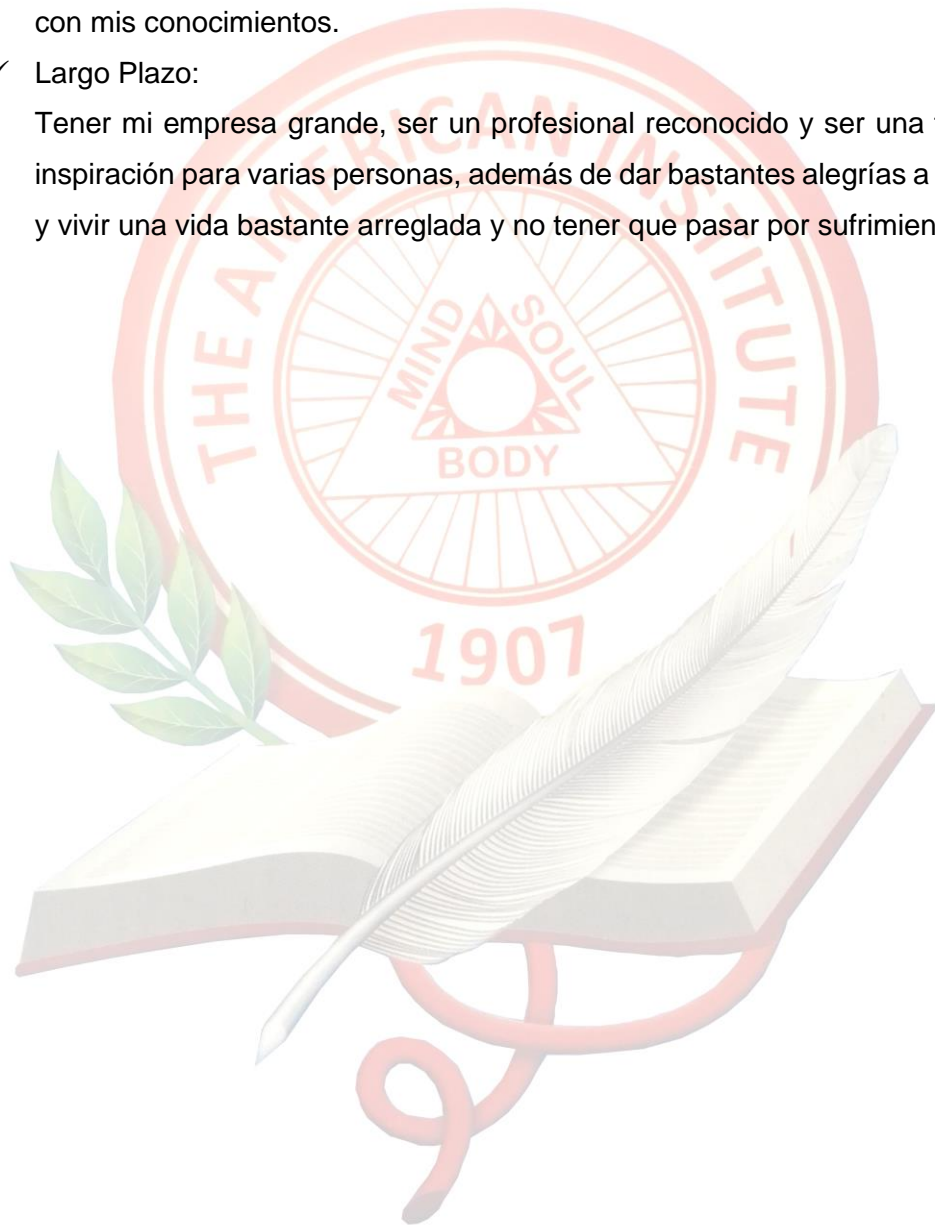 con mis conocimientos.
✓ Largo Plazo:
Tener mi empresa grande, ser un profesional reconocido y ser una
inspiración para varias personas, además de dar bastantes alegrías a
y vivir una vida bastante arreglada y no tener que pasar por
THE AMERICAN INSTITUTE
MIND SOUL
BODY
1907